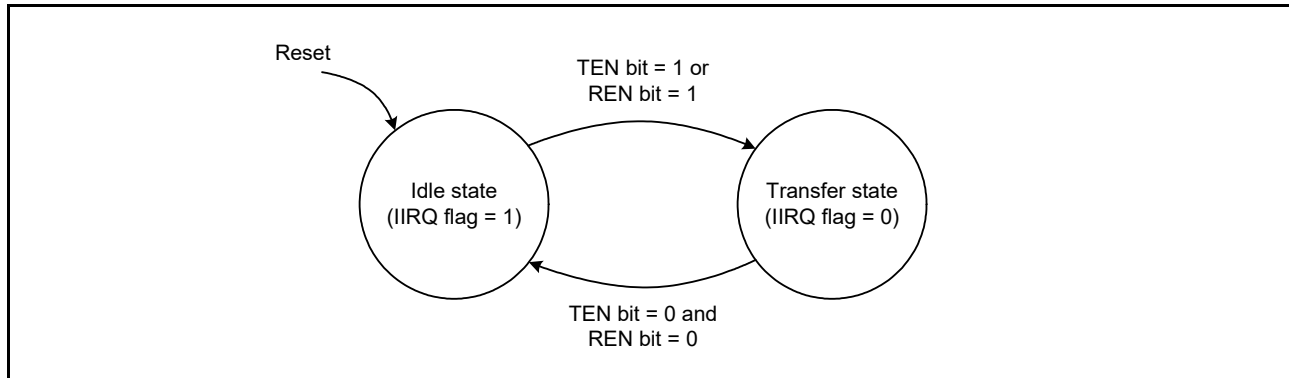 Reset
TEN bit = 1 or
REN bit = 1
Idle state
(IIRQ flag = 1)
Transfer state
(IIRQ flag = 0)
TEN bit = 0 and
REN bit = 0